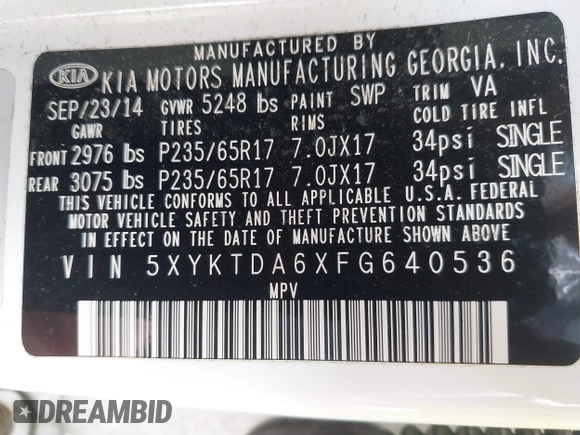 MANUFACTURED BY
KIA KIA MOTORS MANUFACTURING GEORGIA, INC.
SEP/23/14 GVWR 5248 lbs PAINT SWP TRIM VA
GAWR TIRES RIMS COLD TIRE INFL
FRONT 2976 lbs P235/65R17 7.0JX17 34psi SINGLE
REAR 3075 lbs P235/65R17 7.0JX17 34psi SINGLE
THIS VEHICLE CONFORMS TO ALL APPLICABLE U.S.A. FEDERAL
MOTOR VEHICLE SAFETY AND THEFT PREVENTION STANDARDS
IN EFFECT ON THE DATE OF MANUFACTURE SHOWN ABOVE.
VIN 5XYKTDA6XFG640536
MPV
DREAMBID